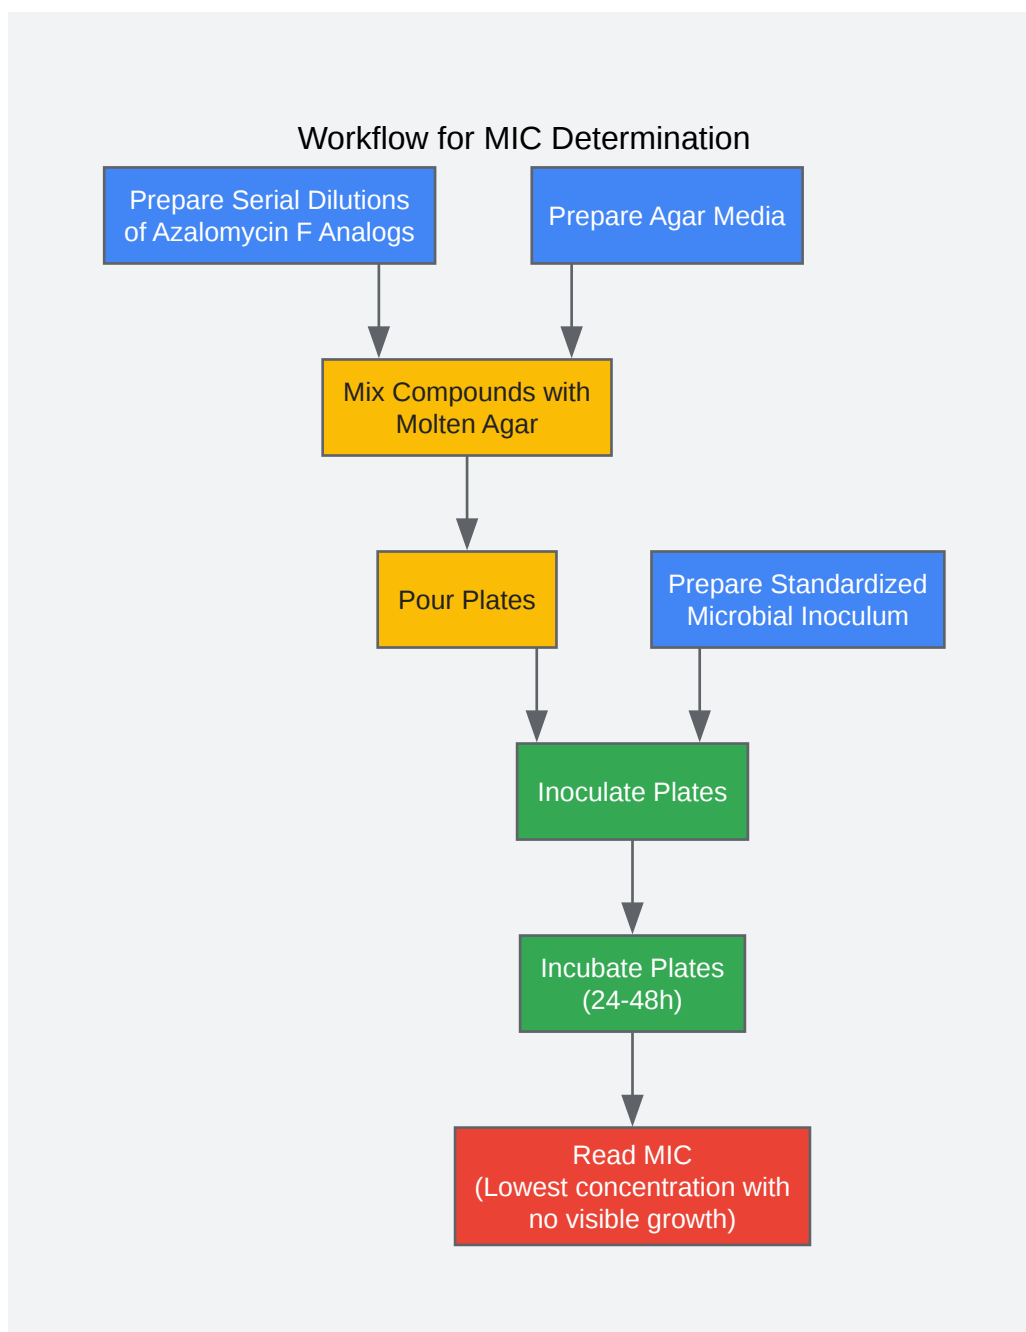 Workflow for MIC Determination
Prepare Serial Dilutions
of Azalomycin F Analogs
Prepare Agar Media
Mix Compounds with
Molten Agar
Pour Plates
Prepare Standardized
Microbial Inoculum
Inoculate Plates
Incubate Plates
(24-48h)
Read MIC
(Lowest concentration with
no visible growth)